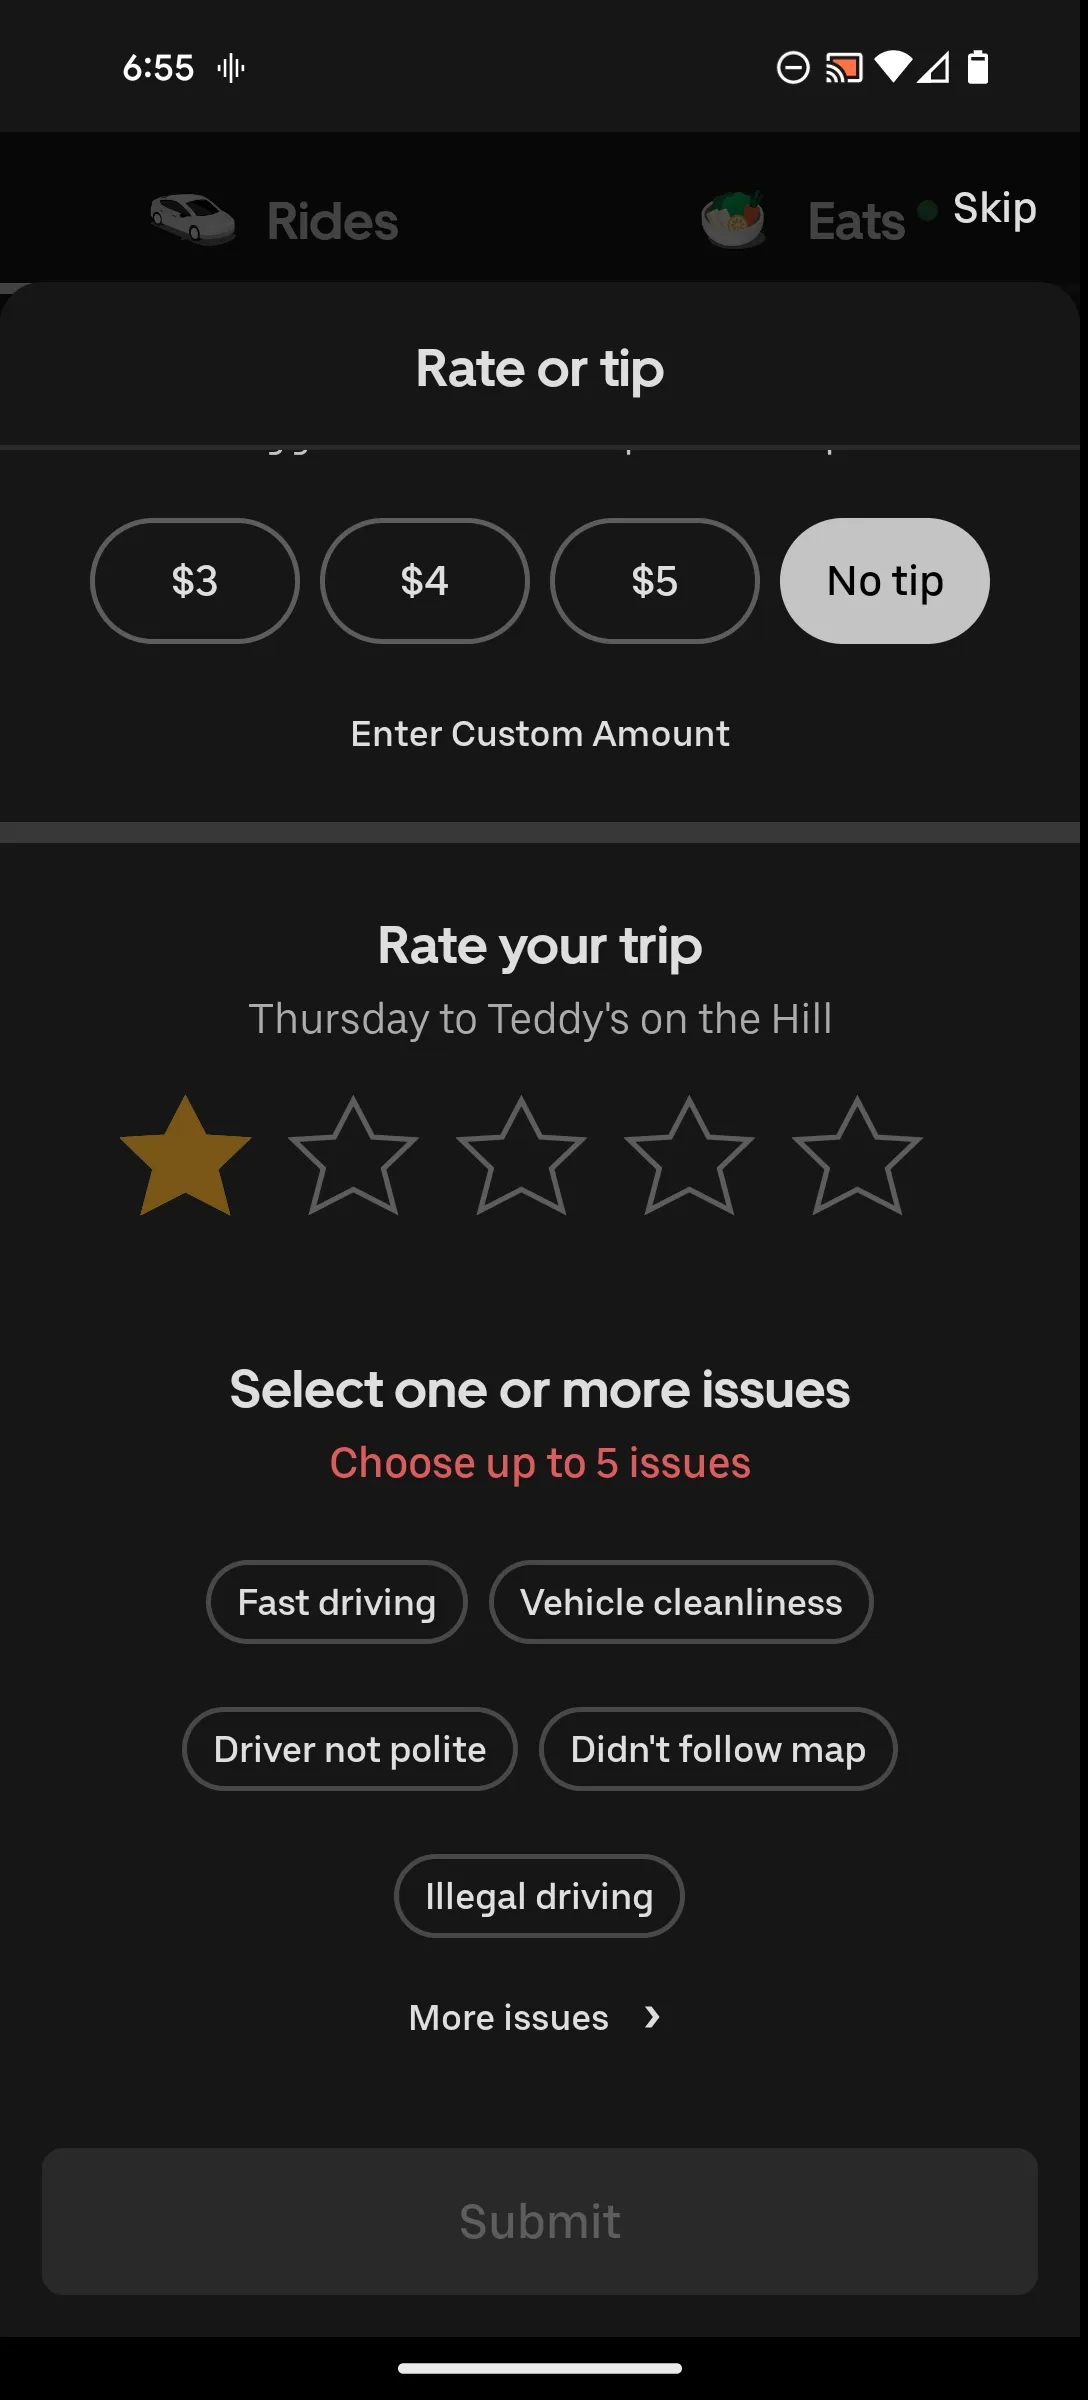 6:55
Rides
Eats
Skip
Rate or tip
$3
$4
$5
No tip
Enter Custom Amount
Rate your trip
Thursday to Teddy's on the Hill
Select one or more issues
Choose up to 5 issues
Fast driving
Vehicle cleanliness
Driver not polite
Didn't follow map
Illegal driving
More issues
Submit